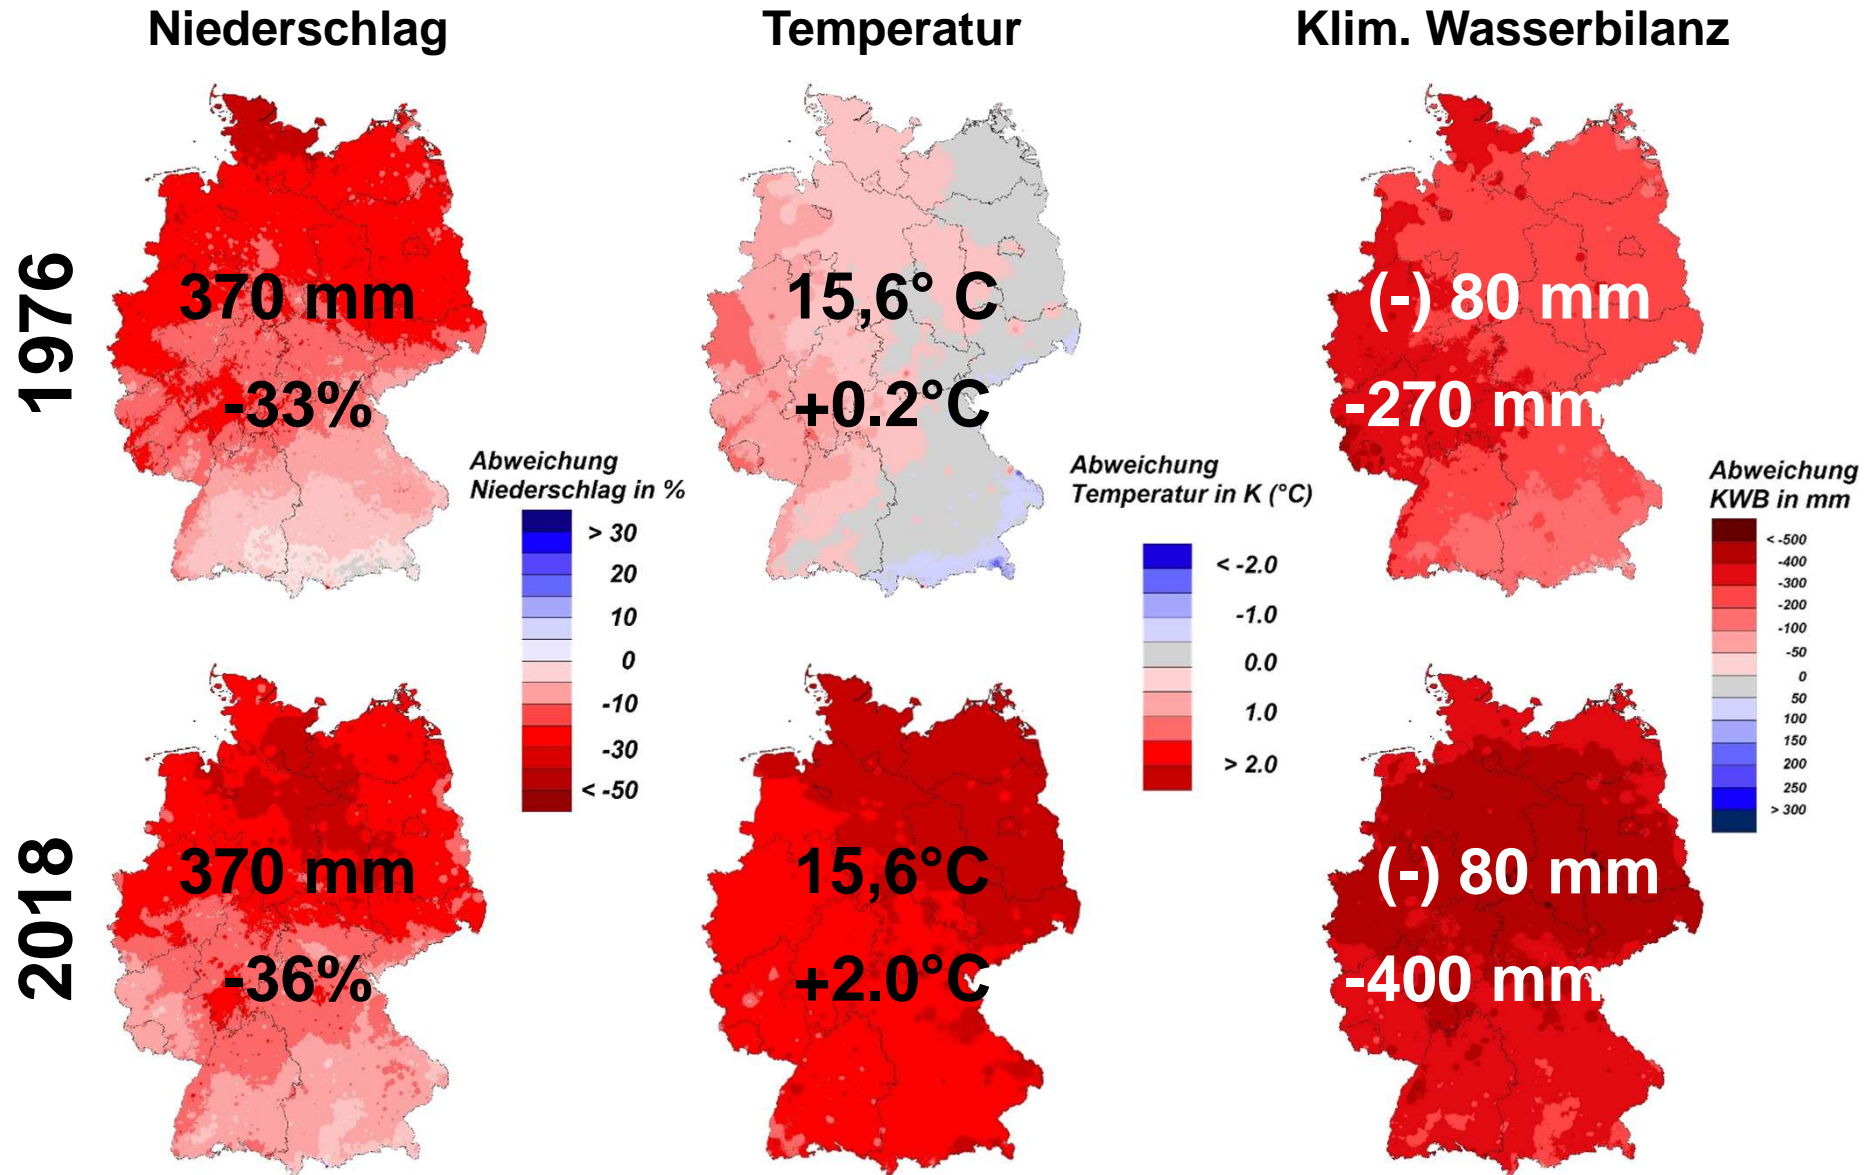 Niederschlag
Temperatur
Klim. Wasserbilanz
1976
370 mm
-33%
15,6° C
+0.2°C
(-) 80 mm
-270 mm
Abweichung
Niederschlag in %
> 30
20
10
0
-10
-30
< -50
Abweichung
Temperatur in K (°C)
< -2.0
-1.0
0.0
1.0
> 2.0
Abweichung
KWB in mm
< -500
-400
-300
-200
-100
-50
0
50
100
150
200
250
> 300
2018
370 mm
-36%
15,6°C
+2.0°C
(-) 80 mm
-400 mm